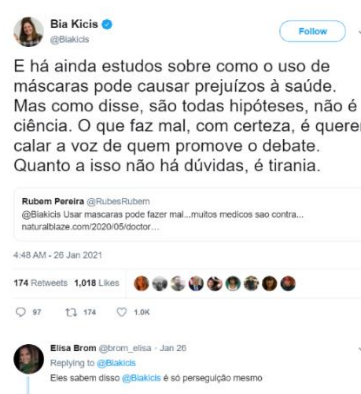 Bia Kicis
@Biakicis
Follow
E há ainda estudos sobre como o uso de
máscaras pode causar prejuízos à saúde.
Mas como disse, são todas hipóteses, não é
ciência. O que faz mal, com certeza, é querer
calar a voz de quem promove o debate.
Quanto a isso não há dúvidas, é tirania.
Rubem Pereira @RubesRubem
@Biakicis Usar mascaras pode fazer mal...muitos medicos sao contra...
naturalblaze.com/2020/05/doctor…
4:48 AM - 26 Jan 2021
174 Retweets 1,018 Likes
97 174 1.0K
Elisa Brom @brom_elisa · Jan 26
Replying to @Biakicis
Eles sabem disso @Biakicis é só perseguição mesmo